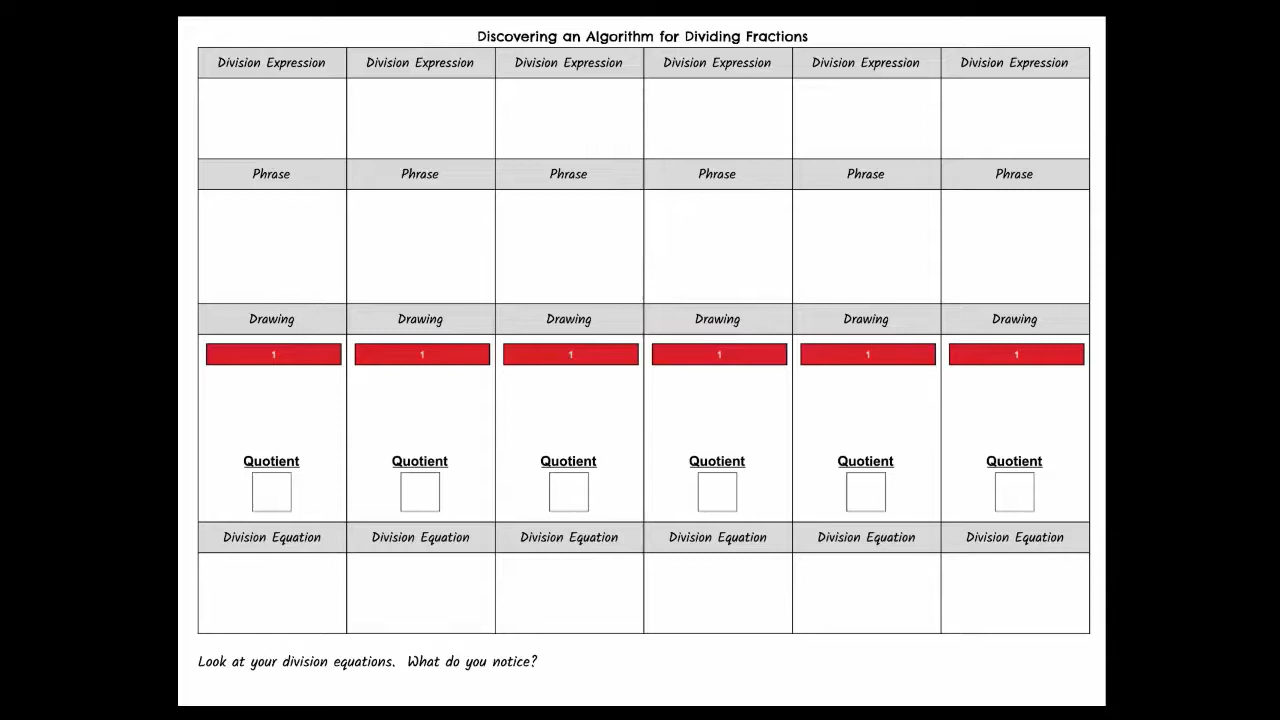 Discovering an Algorithm for Dividing Fractions
Division Expression Division Expression Division Expression Division Expression Division Expression Division Expression
Phrase Phrase Phrase Phrase Phrase Phrase
Drawing Drawing Drawing Drawing Drawing Drawing
1 1 1 1 1 1
Quotient Quotient Quotient Quotient Quotient Quotient
Division Equation Division Equation Division Equation Division Equation Division Equation Division Equation
Look at your division equations. What do you notice?